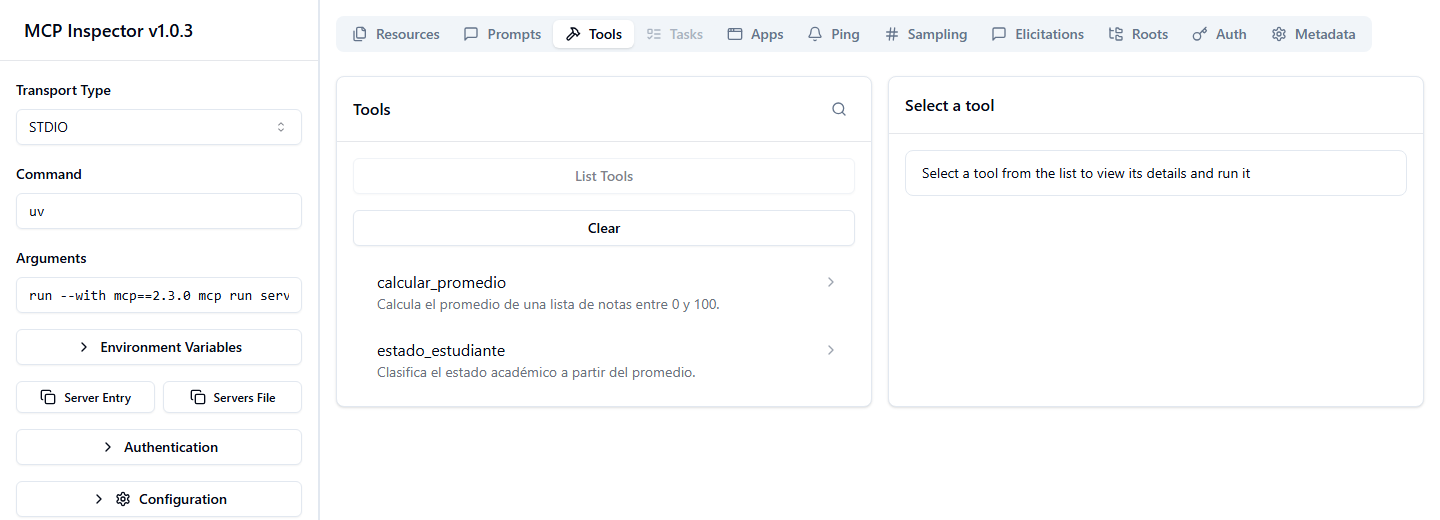 MCP Inspector v1.0.3
Transport Type
STDIO
Command
uv
Arguments
run --with mcp==2.3.0 mcp run serv
Environment Variables
Server Entry
Servers File
Authentication
Configuration
Resources
Prompts
Tools
Tasks
Apps
Ping
Sampling
Elicitations
Roots
Auth
Metadata
Tools
List Tools
Clear
calcular_promedio
Calcula el promedio de una lista de notas entre 0 y 100.
estado_estudiante
Clasifica el estado académico a partir del promedio.
Select a tool
Select a tool from the list to view its details and run it